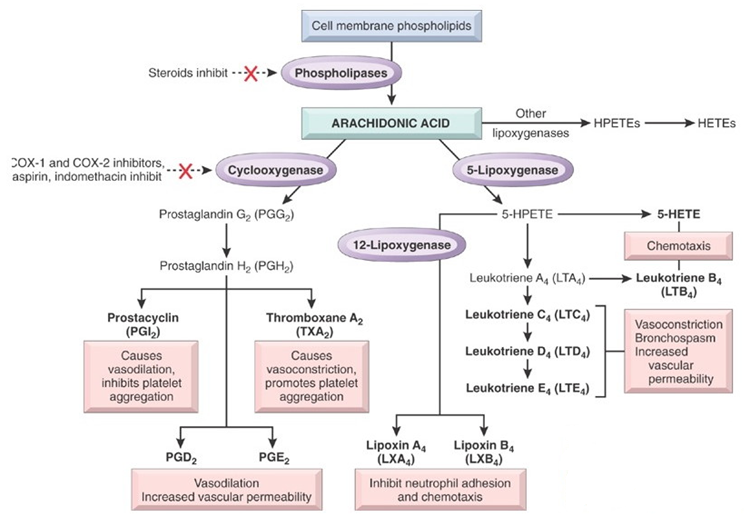 Cell membrane phospholipids
Steroids inhibit
Phospholipases
ARACHIDONIC ACID
Other
lipoxygenases
HPETEs
HETEs
COX-1 and COX-2 inhibitors,
aspirin, indomethacin inhibit
Cyclooxygenase
5-Lipoxygenase
Prostaglandin G₂ (PGG₂)
5-HPETE
5-HETE
12-Lipoxygenase
Chemotaxis
Prostaglandin H₂ (PGH₂)
Leukotriene A₄ (LTA₄)
Leukotriene B₄
(LTB₄)
Prostacyclin
(PGI₂)
Thromboxane A₂
(TXA₂)
Leukotriene C₄ (LTC₄)
Leukotriene D₄ (LTD₄)
Leukotriene E₄ (LTE₄)
Vasoconstriction
Bronchospasm
Increased
vascular
permeability
Causes
vasodilation,
inhibits platelet
aggregation
Causes
vasoconstriction,
promotes platelet
aggregation
PGD₂
PGE₂
Lipoxin A₄
(LXA₄)
Lipoxin B₄
(LXB₄)
Vasodilation
Increased vascular permeability
Inhibit neutrophil adhesion
and chemotaxis